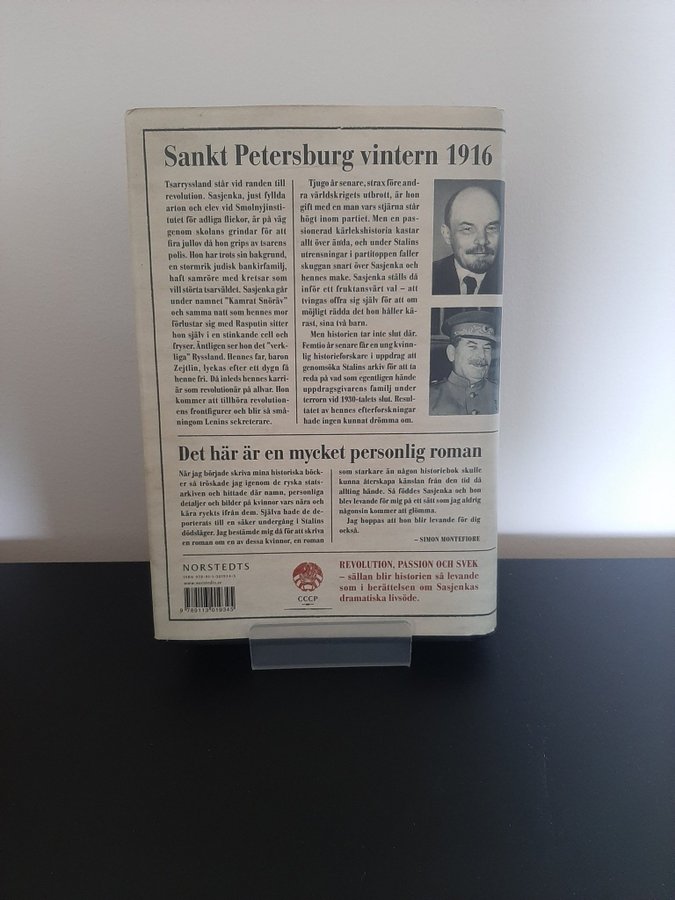 Sankt Petersburg vintern 1916
Tsarryssland står vid randen till
revolution. Sasjenka, just fyllda
arton och elev vid Smolnyjinsti-
tutet för adliga flickor, är på väg
genom skolans grindar för att
fira jullov då hon grips av tsarens
polis. Hon har trots sin bakgrund,
en stormrik judisk bankirfamilj,
haft samröre med kretsar som
vill störta tsarväldet. Sasjenka går
under namnet "Kamrat Snöräv"
och samma natt som hennes mor
förlustar sig med Rasputin sitter
hon själv i en stinkande cell och
fryser. Äntligen ser hon det "verk-
liga" Ryssland. Hennes far, baron
Zejtlin, lyckas efter ett dygn få
henne fri. Då inleds hennes karri-
är som revolutionär på allvar. Hon
kommer att tillhöra revolution-
ens frontfigurer och blir så små-
ningom Lenins sekreterare.
Tjugo år senare, strax före and-
ra världskrigets utbrott, är hon
gift med en man vars stjärna står
högt inom partiet. Men en pas-
sionerad kärlekshistoria kastar
allt över ända, och under Stalins
utrensningar i partitoppen faller
skuggan snart över Sasjenka och
hennes make. Sasjenka ställs då
inför ett fruktansvärt val – att
tvingas offra sig själv för att om
möjligt rädda det hon håller kä-
rast, sina två barn.
Men historien tar inte slut där.
Femtio år senare får en ung kvinn-
lig historieforskare i uppdrag att
genomsöka Stalins arkiv för att ta
reda på vad som egentligen hände
uppdragsgivarens familj under
terrorn vid 1930-talets slut. Resul-
tatet av hennes efterforskningar
hade ingen kunnat drömma om.
Det här är en mycket personlig roman
När jag började skriva mina historiska böck-
er så tröskade jag igenom de ryska stats-
arkiven och hittade där namn, personliga
detaljer och bilder på kvinnor vars nära och
kära ryckts ifrån dem. Själva hade de de-
porterats till en säker undergång i Stalins
dödsläger. Jag bestämde mig då för att skriva
en roman om en av dessa kvinnor, en roman
som starkare än någon historiebok skulle
kunna återskapa känslan från den tid då
allting hände. Så föddes Sasjenka och hon
blev levande för mig på ett sätt som jag aldrig
någonsin kommer att glömma.
Jag hoppas att hon blir levande för dig
också.
– SIMON MONTEFIORE
NORSTEDTS
ISBN 978-91-1-301934-5
www.norstedts.se
9 789113 019345
CCCP
REVOLUTION, PASSION OCH SVEK
– sällan blir historien så levande
som i berättelsen om Sasjenkas
dramatiska livsöde.